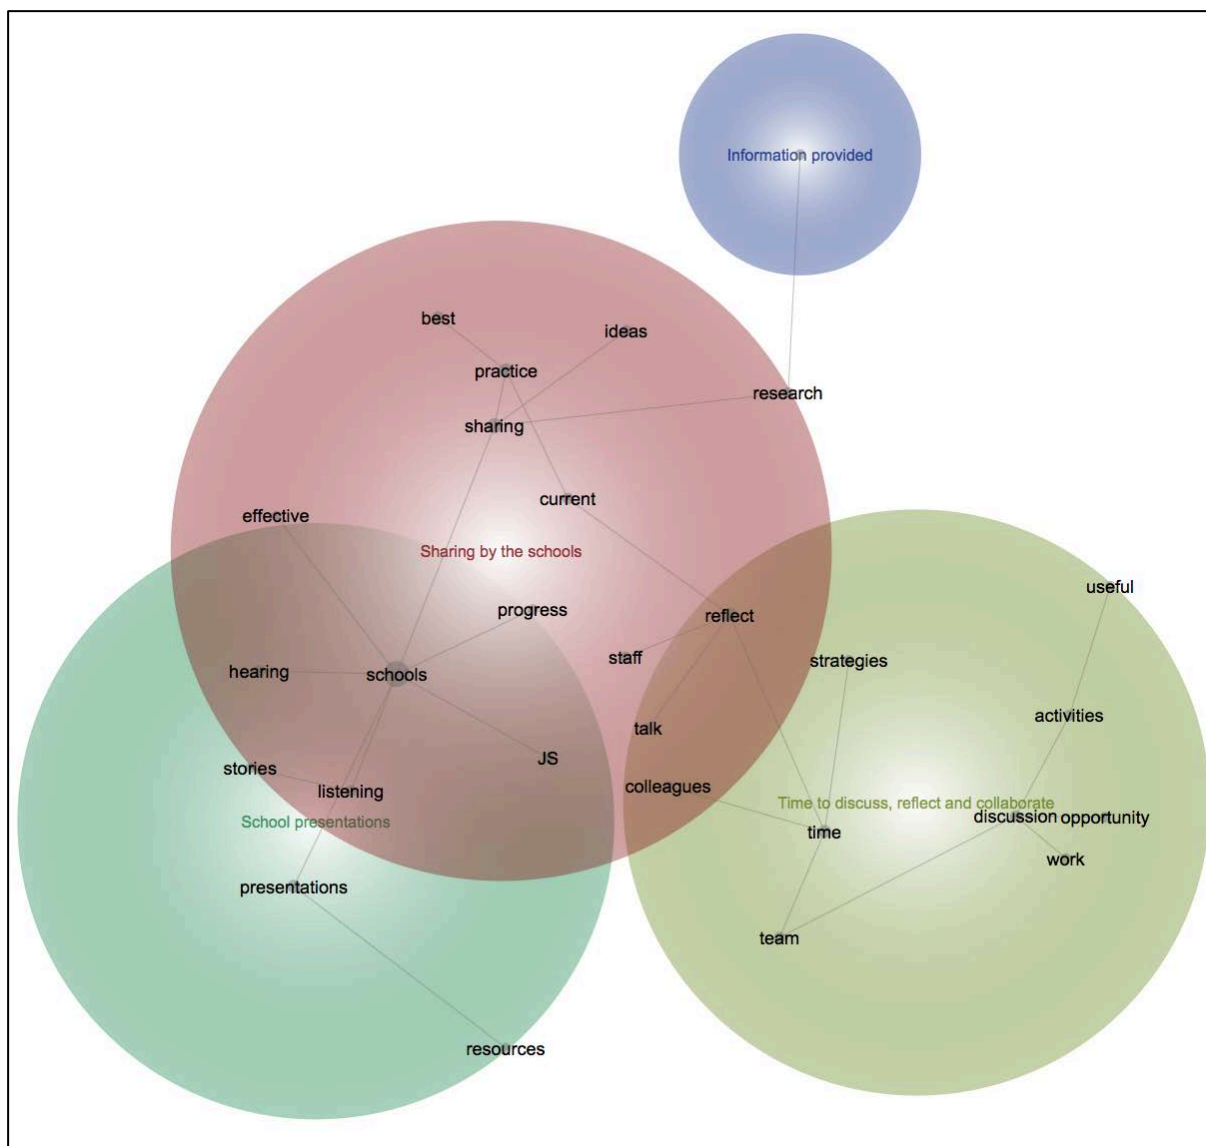 Information provided
best
ideas
practice
research
sharing
current
effective
Sharing by the schools
useful
progress
reflect
staff
strategies
hearing
schools
activities
talk
JS
stories
colleagues
listening
Time to discuss, reflect and collaborate
discussion
opportunity
School presentations
time
work
presentations
team
resources